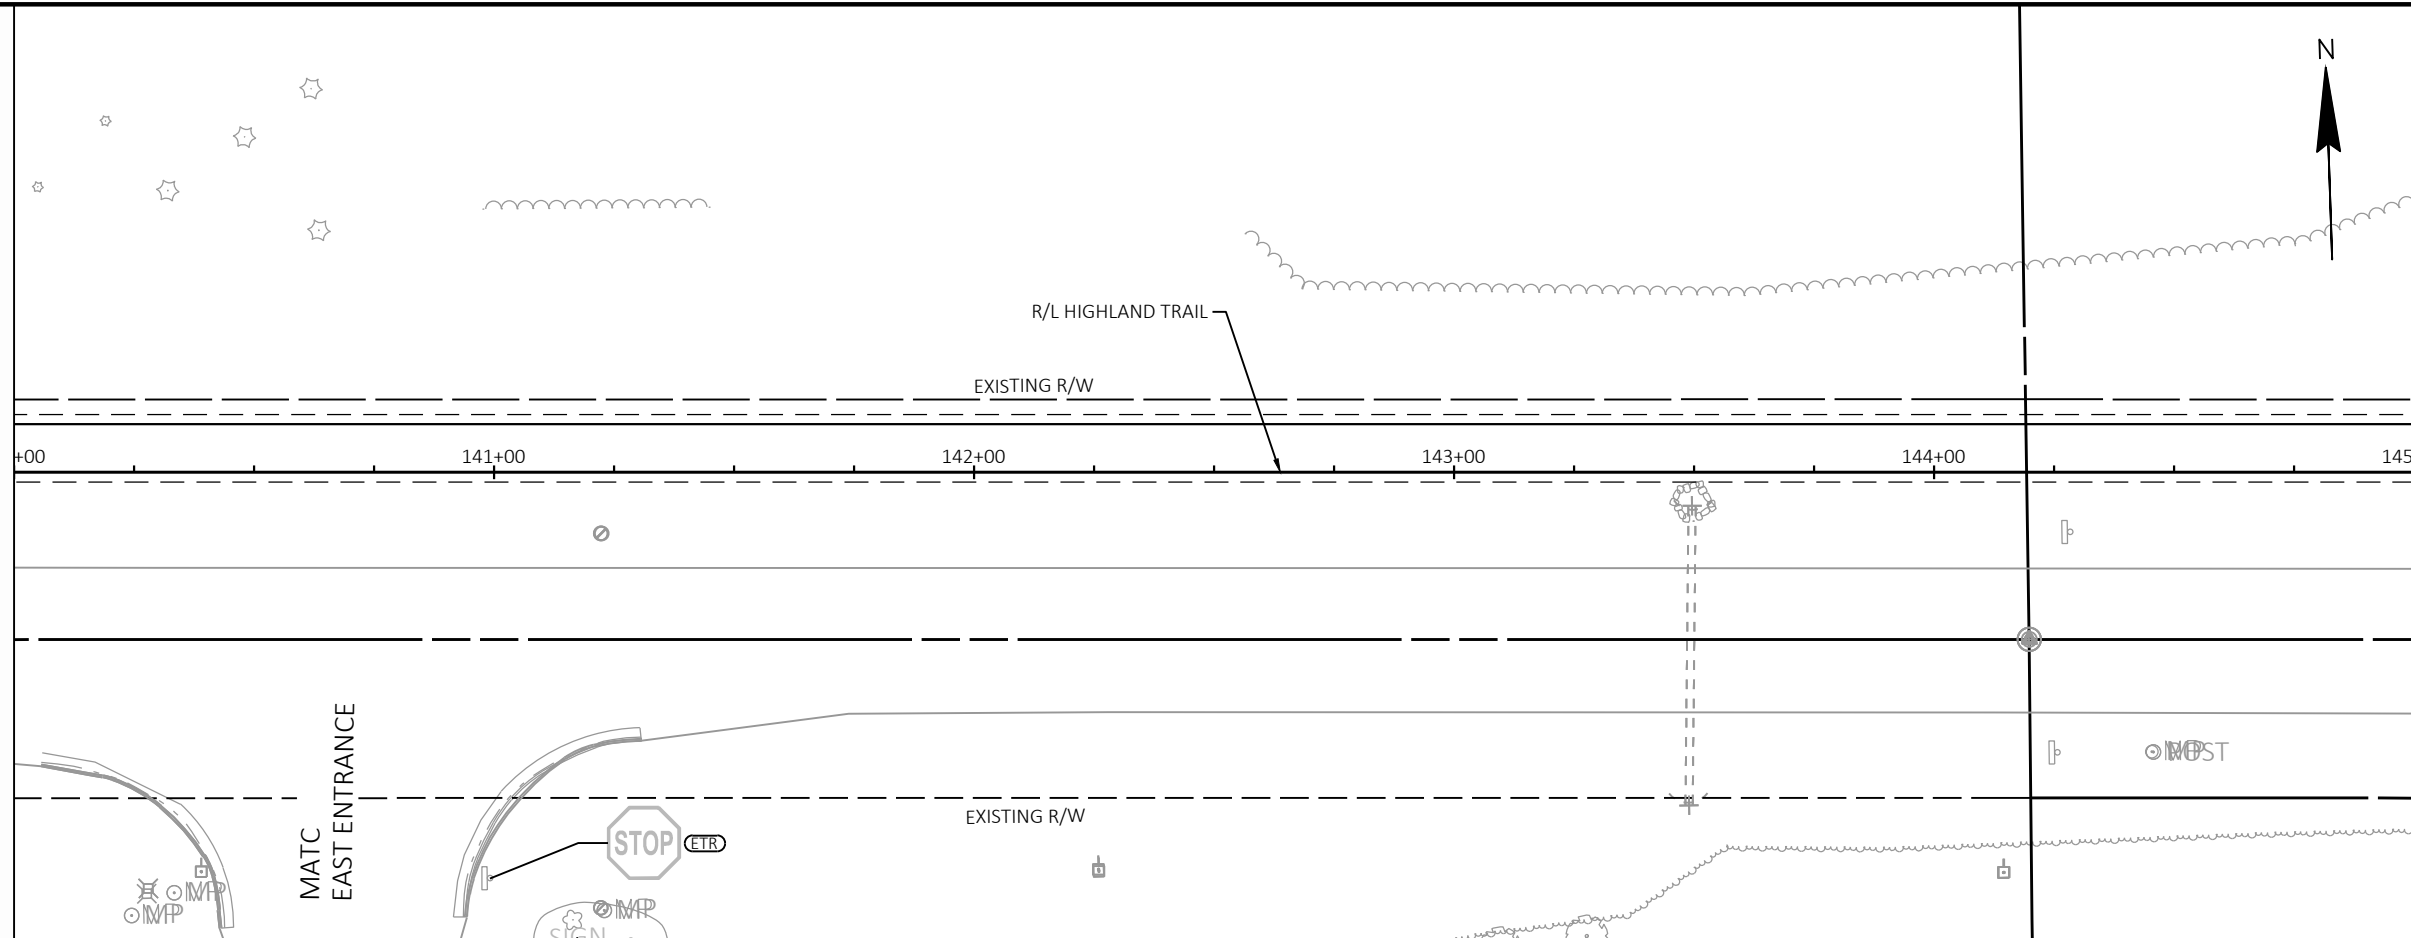 N
R/L HIGHLAND TRAIL
EXISTING R/W
+00
141+00
142+00
143+00
144+00
145
MATC
EAST ENTRANCE
EXISTING R/W
STOP
ETR
MP
MP
MP
SIGN